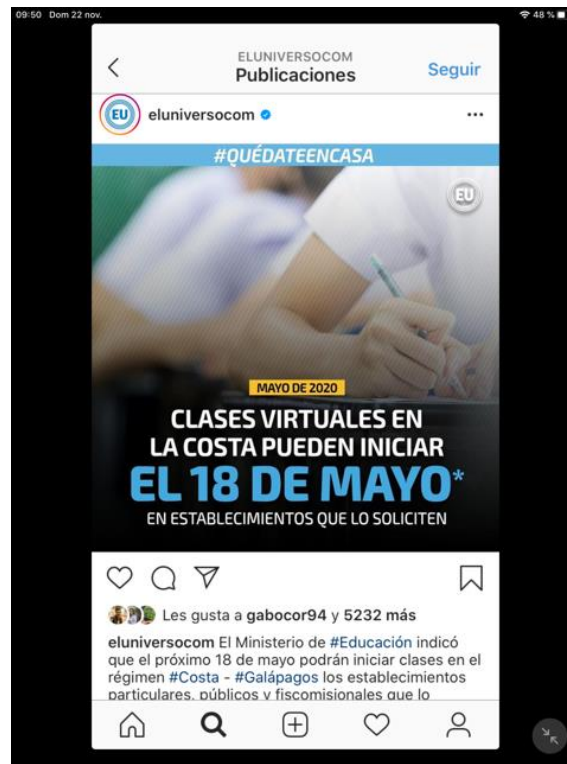 09:50 Dom 22 nov.
48 %
ELUNIVERSOCOM
Publicaciones
Seguir
EU
eluniversocom
#QUÉDATEENCASA
EU
MAYO DE 2020
CLASES VIRTUALES EN
LA COSTA PUEDEN INICIAR
EL 18 DE MAYO*
EN ESTABLECIMIENTOS QUE LO SOLICITEN
Les gusta a gabocor94 y 5232 más
eluniversocom El Ministerio de #Educación indicó
que el próximo 18 de mayo podrán iniciar clases en el
régimen #Costa - #Galápagos los establecimientos
particulares, públicos y fiscomisionales que lo